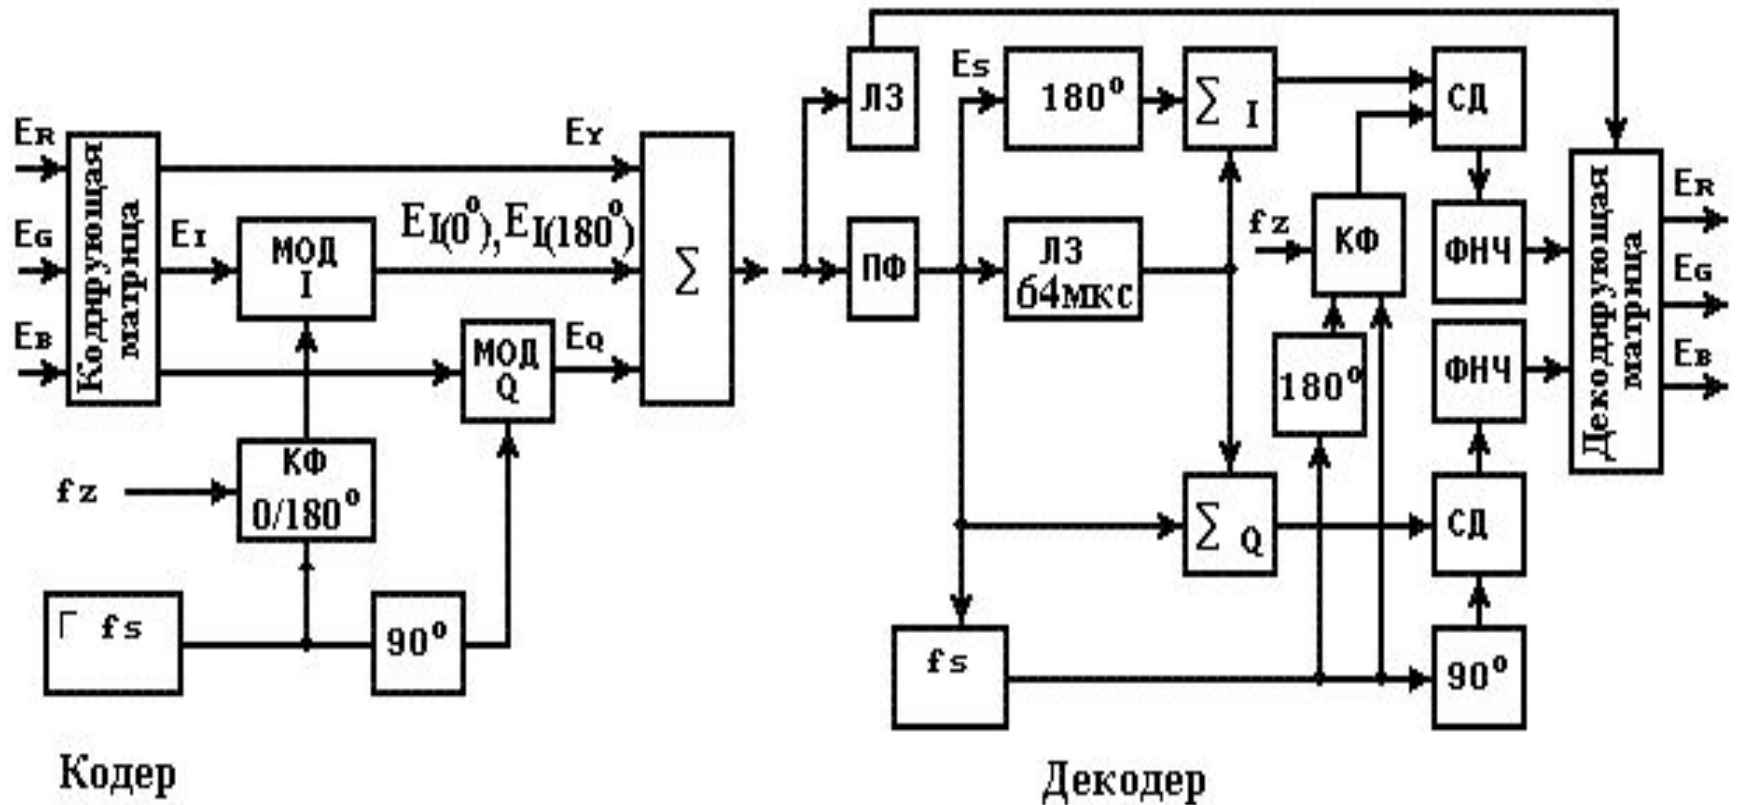 ER
EG
EB
Кодирующая
матрица
EI
МОД
I
EY
EI(0°), EI(180°)
МОД
Q
EQ
∑
fz
КФ
0/180°
Г fs
90°
Кодер
ЛЗ
ПФ
Es
180°
ЛЗ
64мкс
∑ I
∑ Q
fs
fz
КФ
180°
СД
ФНЧ
ФНЧ
СД
90°
Декодирующая
матрица
ER
EG
EB
Декодер